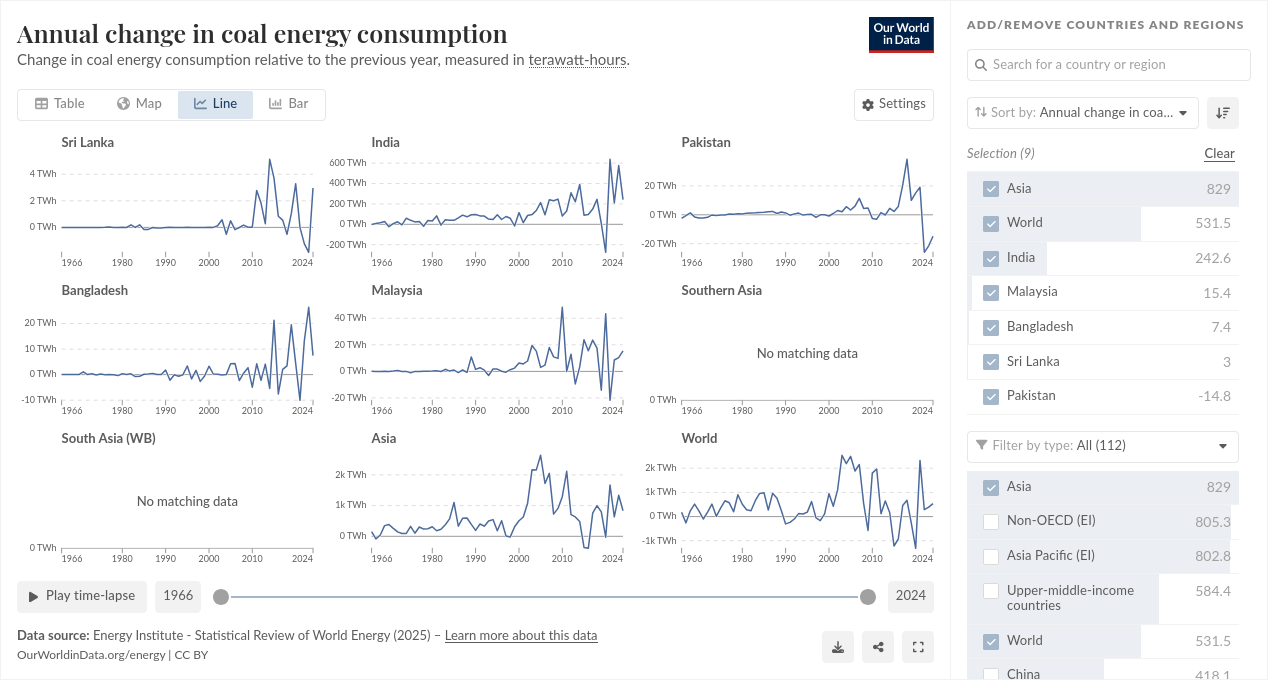 Annual change in coal energy consumption
Change in coal energy consumption relative to the previous year, measured in terawatt-hours.
Our World
in Data
Table
Map
Line
Bar
Settings
Sri Lanka
4 TWh
2 TWh
0 TWh
1966 1980 1990 2000 2010 2024
India
600 TWh
400 TWh
200 TWh
0 TWh
-200 TWh
1966 1980 1990 2000 2010 2024
Pakistan
20 TWh
0 TWh
-20 TWh
1966 1980 1990 2000 2010 2024
Bangladesh
20 TWh
10 TWh
0 TWh
-10 TWh
1966 1980 1990 2000 2010 2024
Malaysia
40 TWh
20 TWh
0 TWh
-20 TWh
1966 1980 1990 2000 2010 2024
Southern Asia
No matching data
0 TWh
1966 1980 1990 2000 2010 2024
South Asia (WB)
No matching data
0 TWh
1966 1980 1990 2000 2010 2024
Asia
2k TWh
1k TWh
0 TWh
1966 1980 1990 2000 2010 2024
World
2k TWh
1k TWh
0 TWh
-1k TWh
1966 1980 1990 2000 2010 2024
Play time-lapse
1966
2024
Data source: Energy Institute - Statistical Review of World Energy (2025) – Learn more about this data
OurWorldinData.org/energy | CC BY
ADD/REMOVE COUNTRIES AND REGIONS
Search for a country or region
Sort by: Annual change in coa...
Selection (9)
Clear
Asia 829
World 531.5
India 242.6
Malaysia 15.4
Bangladesh 7.4
Sri Lanka 3
Pakistan -14.8
Filter by type: All (112)
Asia 829
Non-OECD (EI) 805.3
Asia Pacific (EI) 802.8
Upper-middle-income 584.4
countries
World 531.5
China 418.1